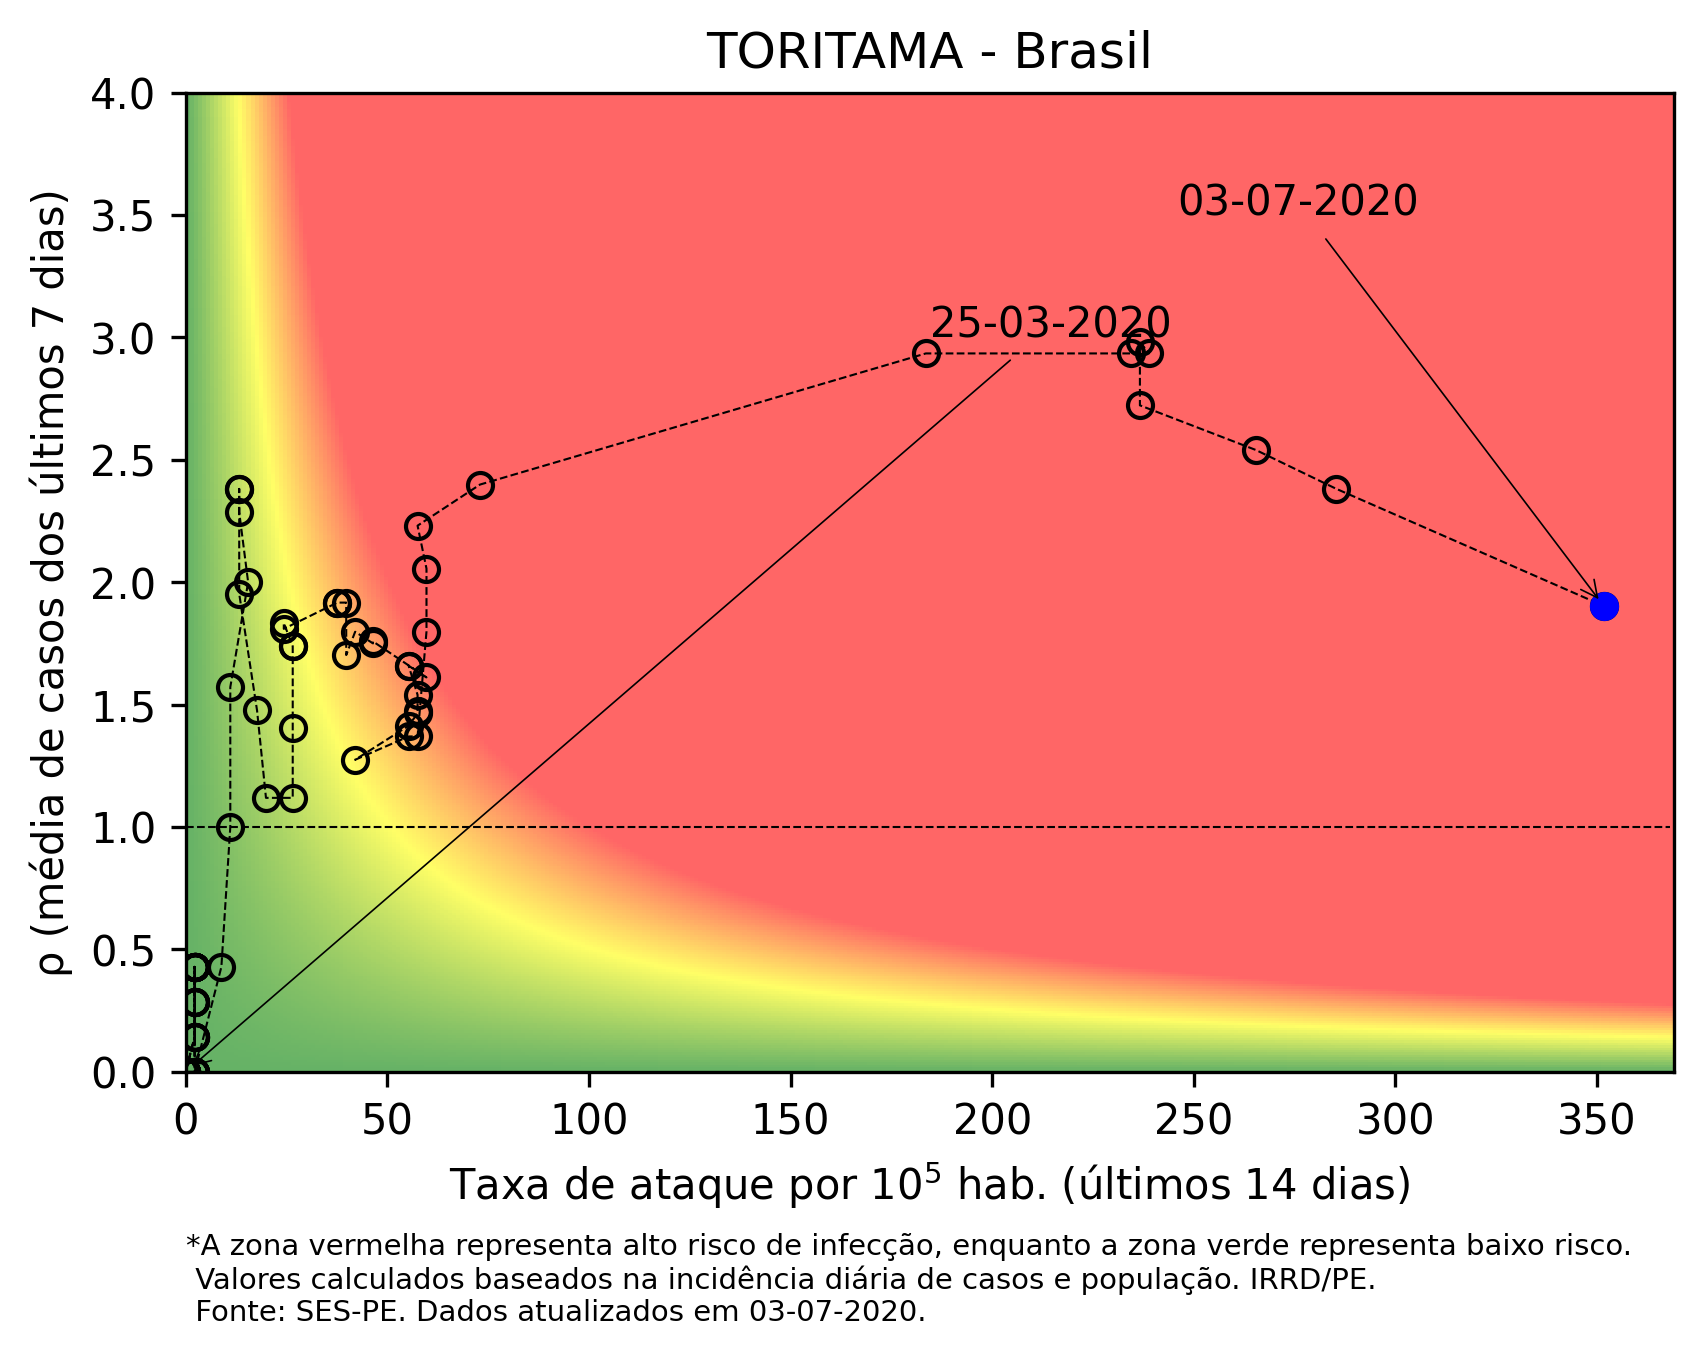 TORITAMA - Brasil
4.0
3.5
3.0
2.5
2.0
1.5
1.0
0.5
0.0
ρ (média de casos dos últimos 7 dias)
03-07-2020
25-03-2020
0 50 100 150 200 250 300 350
Taxa de ataque por 10⁵ hab. (últimos 14 dias)
*A zona vermelha representa alto risco de infecção, enquanto a zona verde representa baixo risco.
Valores calculados baseados na incidência diária de casos e população. IRRD/PE.
Fonte: SES-PE. Dados atualizados em 03-07-2020.